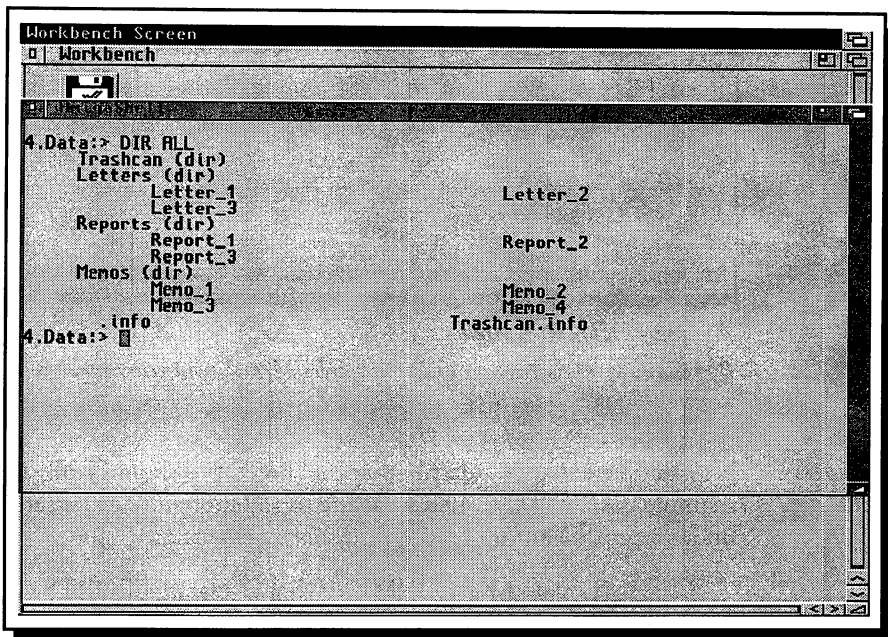 Workbench Screen
Workbench
AmigaShell
4.Data:> DIR ALL
Trashcan (dir)
Letters (dir)
Letter_1 Letter_2
Letter_3
Reports (dir)
Report_1 Report_2
Report_3
Memos (dir)
Memo_1 Memo_2
Memo_3 Memo_4
.info Trashcan.info
4.Data:>